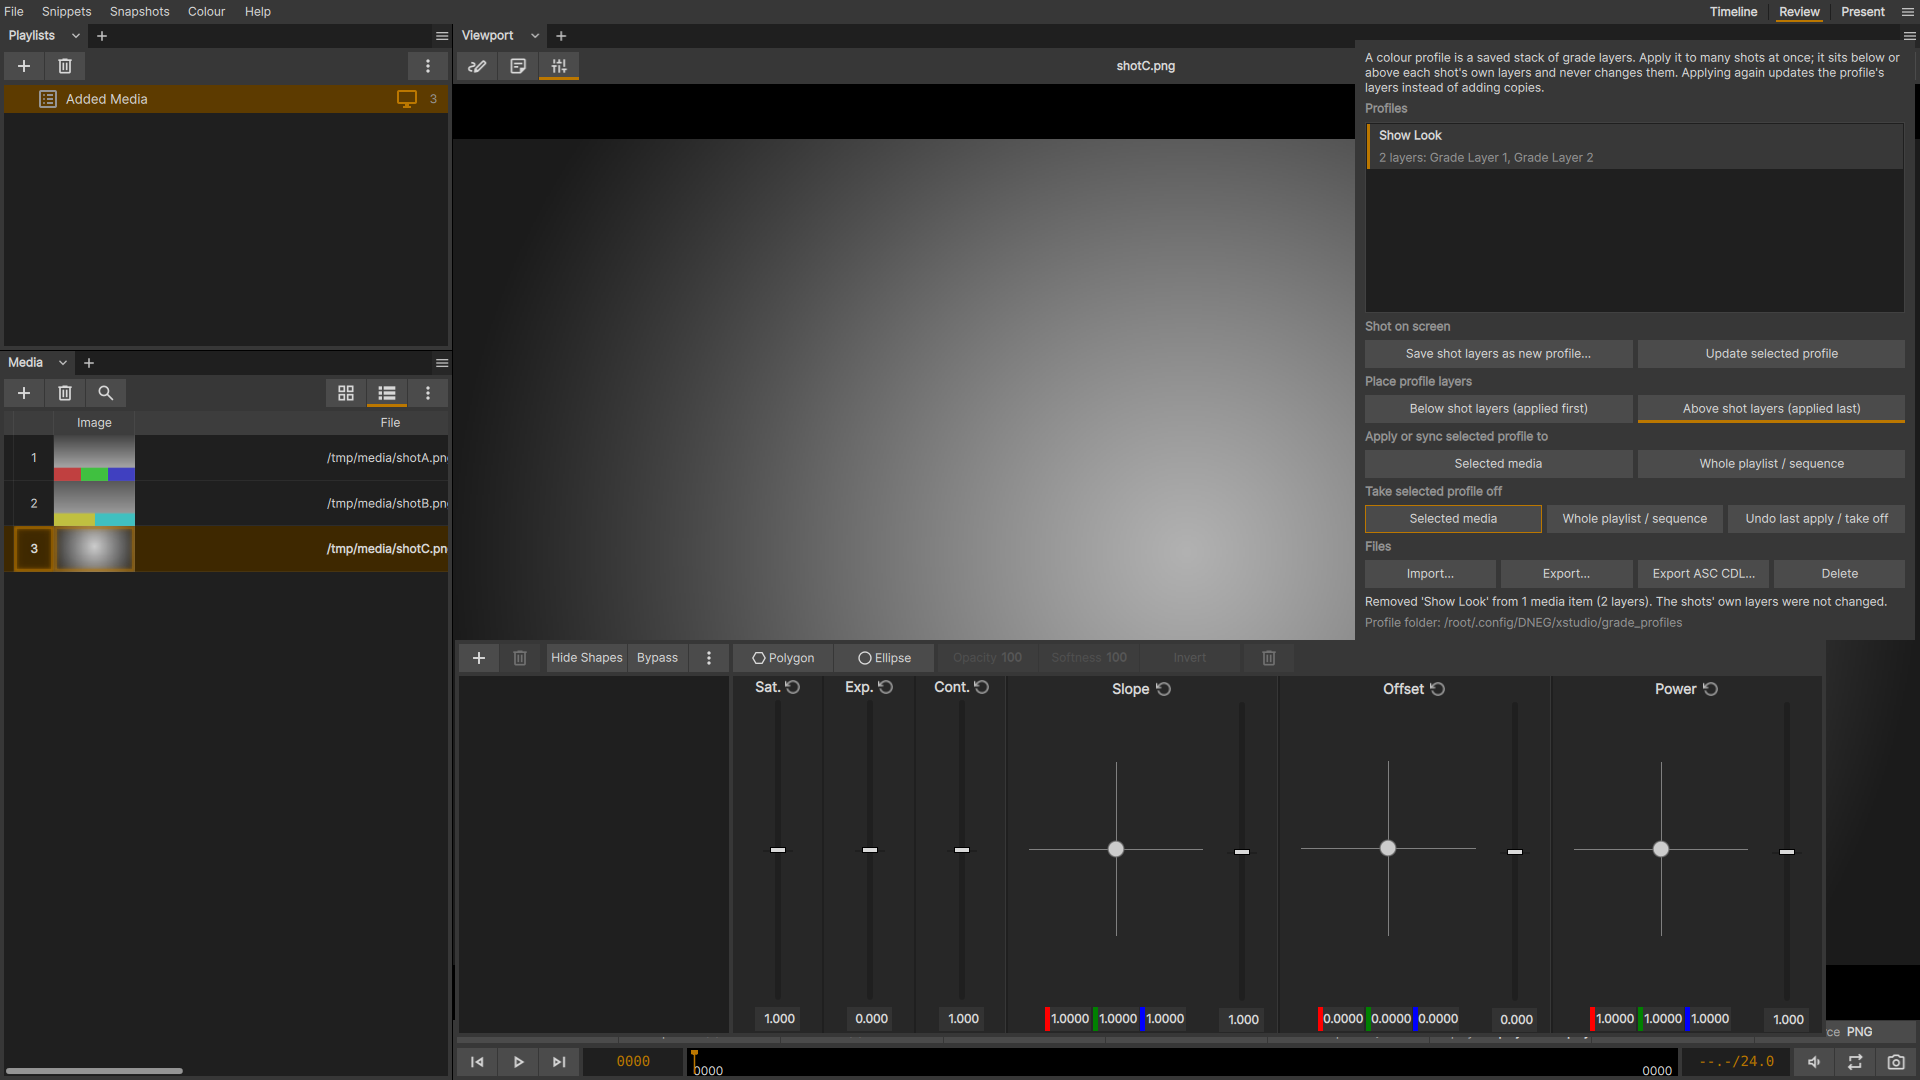 File Snippets Snapshots Colour Help
Timeline Review Present
Playlists
Viewport
shotC.png
Added Media 3
A colour profile is a saved stack of grade layers. Apply it to many shots at once; it sits below or
above each shot's own layers and never changes them. Applying again updates the profile's
layers instead of adding copies.
Profiles
Show Look
2 layers: Grade Layer 1, Grade Layer 2
Shot on screen
Save shot layers as new profile... Update selected profile
Place profile layers
Below shot layers (applied first) Above shot layers (applied last)
Apply or sync selected profile to
Selected media Whole playlist / sequence
Take selected profile off
Selected media Whole playlist / sequence Undo last apply / take off
Files
Import... Export... Export ASC CDL... Delete
Removed 'Show Look' from 1 media item (2 layers). The shots' own layers were not changed.
Profile folder: /root/.config/DNEG/xstudio/grade_profiles
Media
Image File
1 /tmp/media/shotA.pn
2 /tmp/media/shotB.pn
3 /tmp/media/shotC.pn
Hide Shapes Bypass Polygon Ellipse Opacity 100 Softness 100 Invert
Sat. Exp. Cont. Slope Offset Power
1.000 0.000 1.000 1.0000 1.0000 1.0000 1.000 0.0000 0.0000 0.0000 0.000 1.0000 1.0000 1.0000 1.000
ce PNG
0000 0000 0000 --.-/24.0